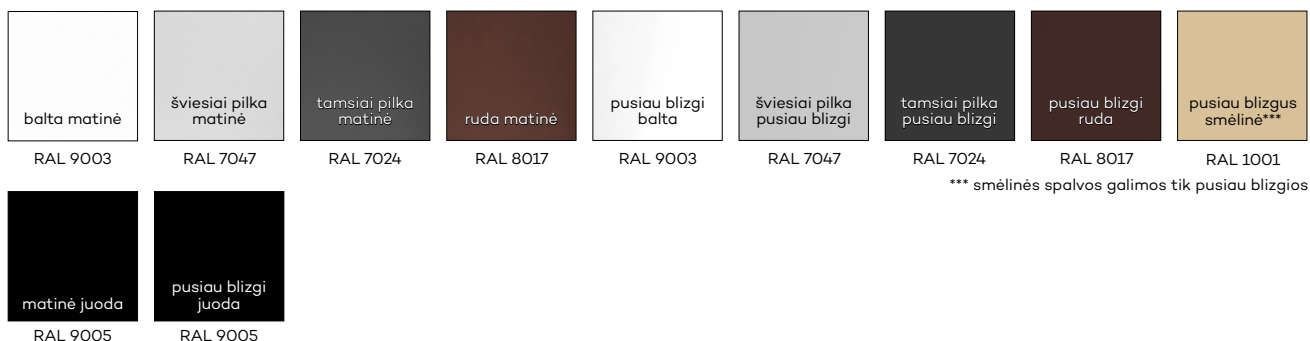 balta matinė
RAL 9003
šviesiai pilka
matinė
RAL 7047
tamsiai pilka
matinė
RAL 7024
ruda matinė
RAL 8017
pusiau blizgi
balta
RAL 9003
šviesiai pilka
pusiau blizgi
RAL 7047
tamsiai pilka
pusiau blizgi
RAL 7024
pusiau blizgi
ruda
RAL 8017
pusiau blizgus
smėlinė***
RAL 1001
*** smėlinės spalvos galimos tik pusiau blizgios
matinė juoda
RAL 9005
pusiau blizgi
juoda
RAL 9005